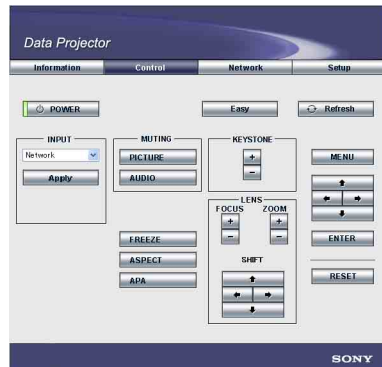 Data Projector
Information Control Network Setup
POWER Easy Refresh
INPUT MUTING KEYSTONE
Network PICTURE + MENU
Apply AUDIO -
LENS
FOCUS ZOOM
+ +
- -
FREEZE ENTER
ASPECT SHIFT
APA RESET
SONY